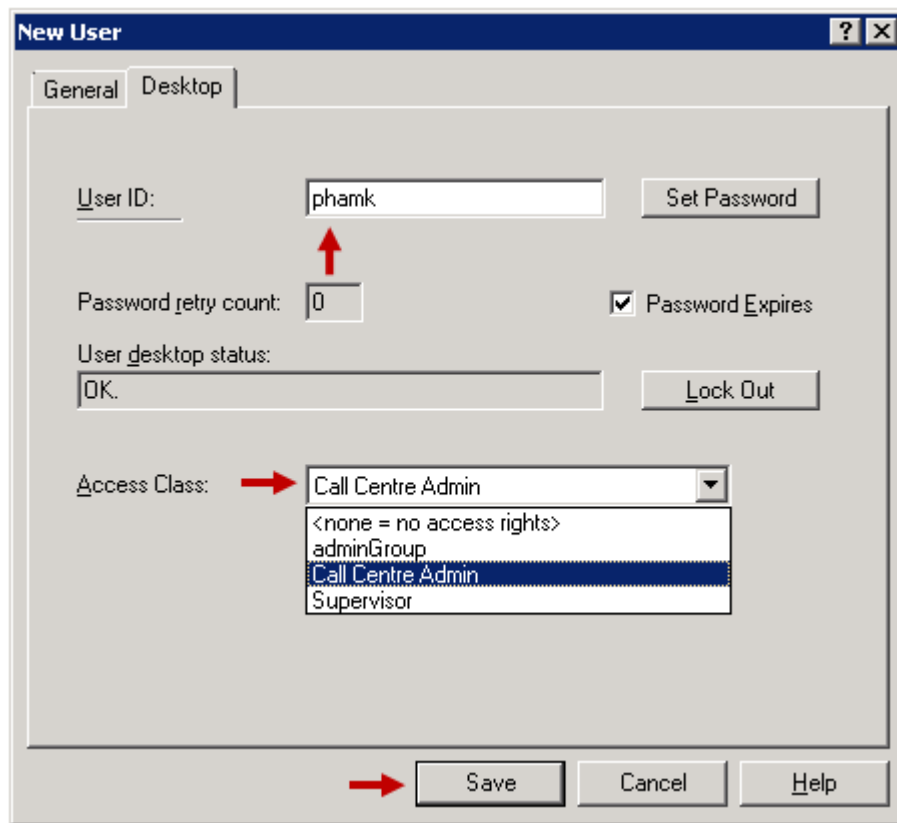 New User
General
Desktop
User ID:
phamk
Set Password
Password retry count:
0
Password Expires
User desktop status:
OK.
Lock Out
Access Class:
Call Centre Admin
<none = no access rights>
adminGroup
Call Centre Admin
Supervisor
Save
Cancel
Help